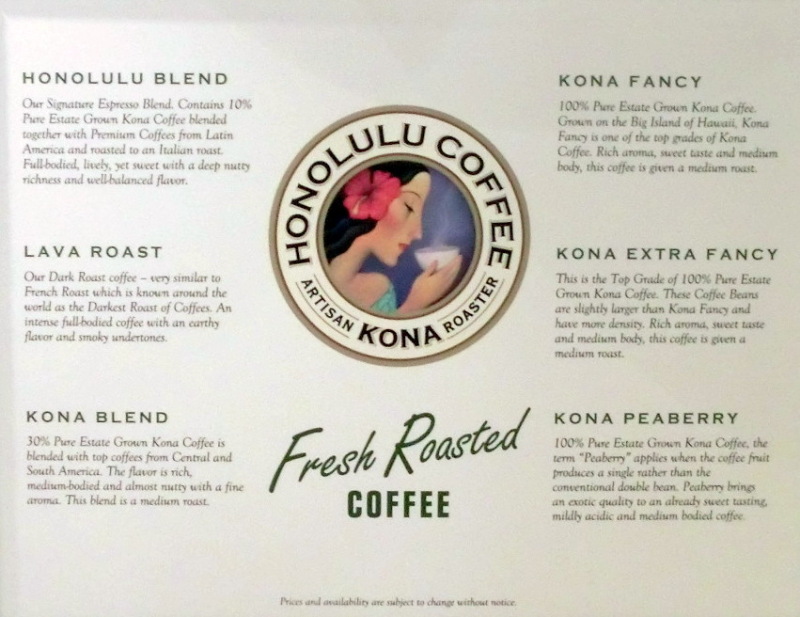 HONOLULU BLEND
Our Signature Espresso Blend. Contains 10%
Pure Estate Grown Kona Coffee blended
together with Premium Coffees from Latin
America and roasted to an Italian roast.
Full-bodied, lively, yet sweet with a deep nutty
richness and well-balanced flavor.
LAVA ROAST
Our Dark Roast coffee – very similar to
French Roast which is known around the
world as the Darkest Roast of Coffees. An
intense full-bodied coffee with an earthy
flavor and smoky undertones.
KONA BLEND
30% Pure Estate Grown Kona Coffee is
blended with top coffees from Central and
South America. The flavor is rich,
medium-bodied and almost nutty with a fine
aroma. This blend is a medium roast.
HONOLULU COFFEE
ARTISAN KONA ROASTER
Fresh Roasted
COFFEE
KONA FANCY
100% Pure Estate Grown Kona Coffee.
Grown on the Big Island of Hawaii, Kona
Fancy is one of the top grades of Kona
Coffee. Rich aroma, sweet taste and medium
body, this coffee is given a medium roast.
KONA EXTRA FANCY
This is the Top Grade of 100% Pure Estate
Grown Kona Coffee. These Coffee Beans
are slightly larger than Kona Fancy and
have more density. Rich aroma, sweet taste
and medium body, this coffee is given a
medium roast.
KONA PEABERRY
100% Pure Estate Grown Kona Coffee, the
term "Peaberry" applies when the coffee fruit
produces a single rather than the
conventional double bean. Peaberry brings
an exotic quality to an already sweet tasting,
mildly acidic and medium bodied coffee.
Prices and availability are subject to change without notice.